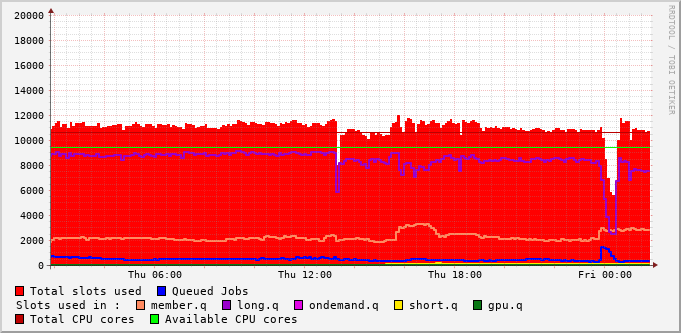 20000
18000
16000
14000
12000
10000
8000
6000
4000
2000
0
Thu 06:00 Thu 12:00 Thu 18:00 Fri 00:00
RRDTOOL / TOBI OETIKER
Total slots used Queued Jobs
Slots used in : member.q long.q ondemand.q short.q gpu.q
Total CPU cores Available CPU cores